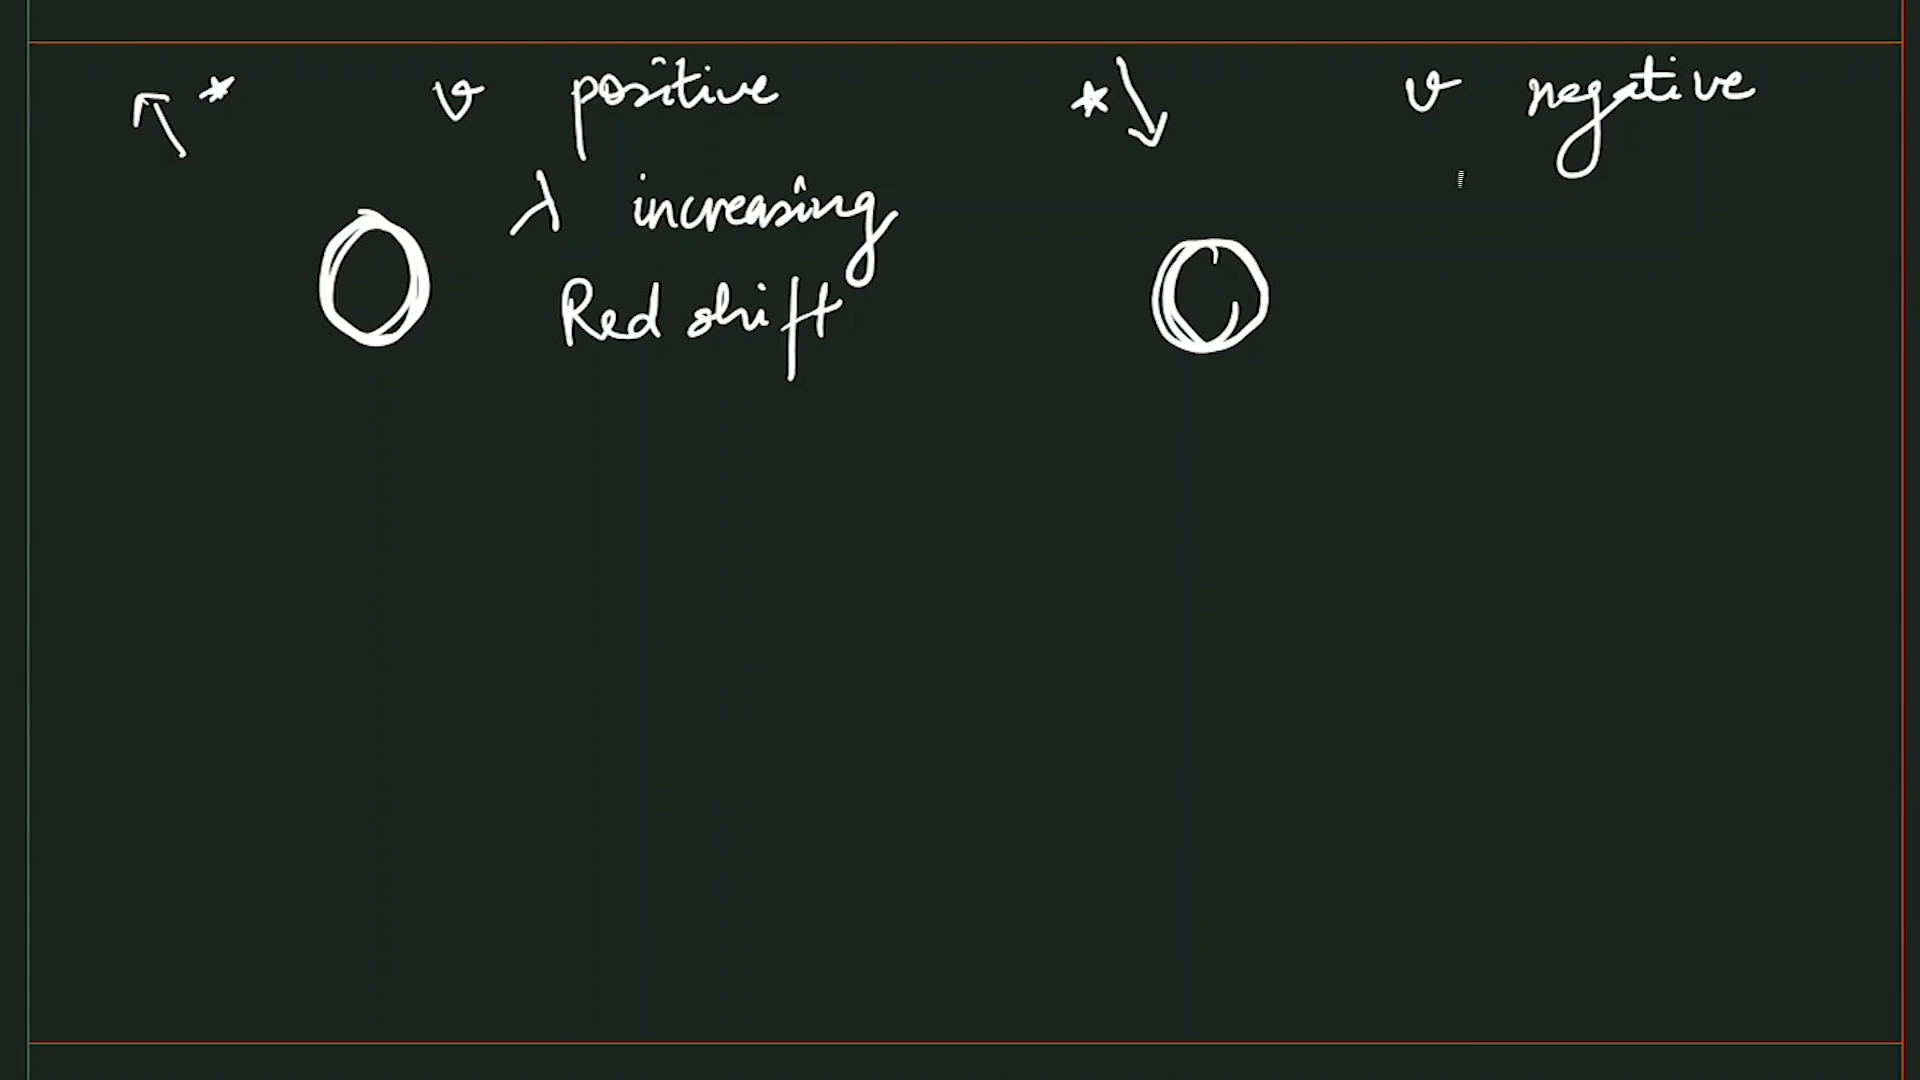 v positive
λ increasing
Red shift
v negative